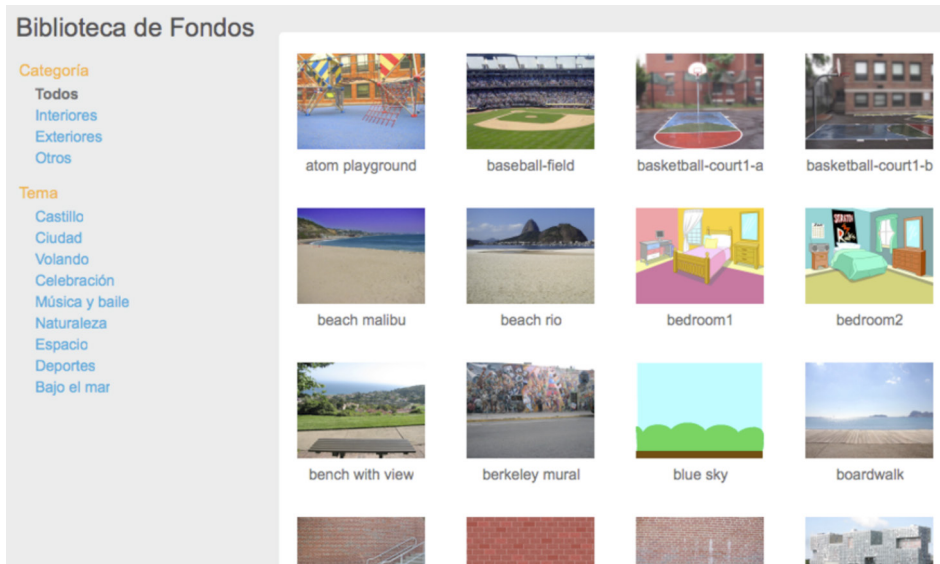 Biblioteca de Fondos
Categoría
Todos
Interiores
Exteriores
Otros
Tema
Castillo
Ciudad
Volando
Celebración
Música y baile
Naturaleza
Espacio
Deportes
Bajo el mar
atom playground
baseball-field
basketball-court1-a
basketball-court1-b
beach malibu
beach rio
bedroom1
bedroom2
bench with view
berkeley mural
blue sky
boardwalk